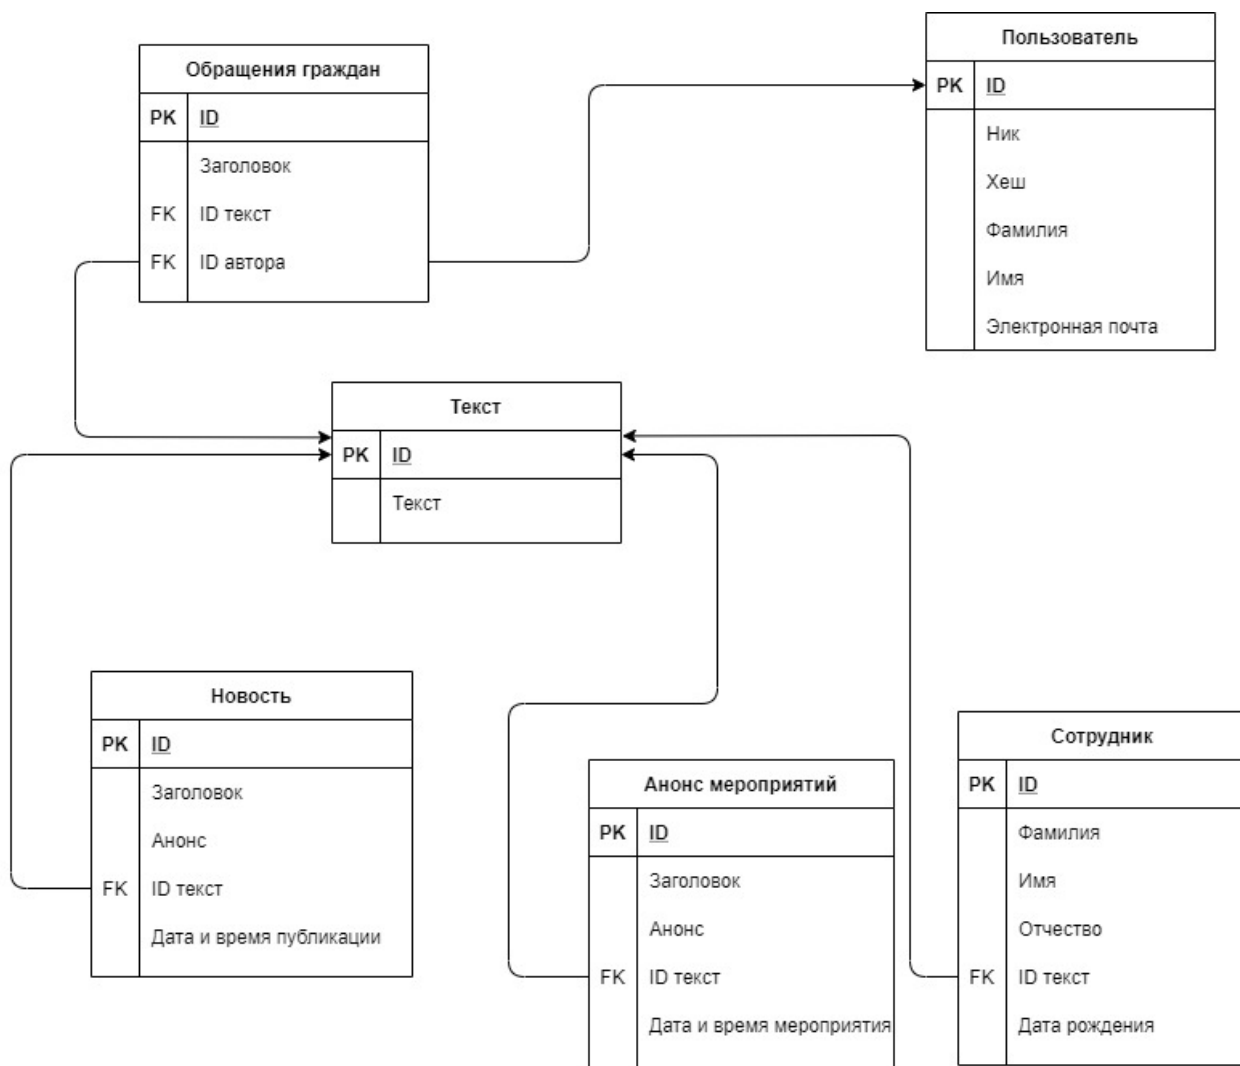 Обращения граждан
PK ID
Заголовок
FK ID текст
FK ID автора
Пользователь
PK ID
Ник
Хеш
Фамилия
Имя
Электронная почта
Текст
PK ID
Текст
Новость
PK ID
Заголовок
Анонс
FK ID текст
Дата и время публикации
Анонс мероприятий
PK ID
Заголовок
Анонс
FK ID текст
Дата и время мероприятия
Сотрудник
PK ID
Фамилия
Имя
Отчество
FK ID текст
Дата рождения